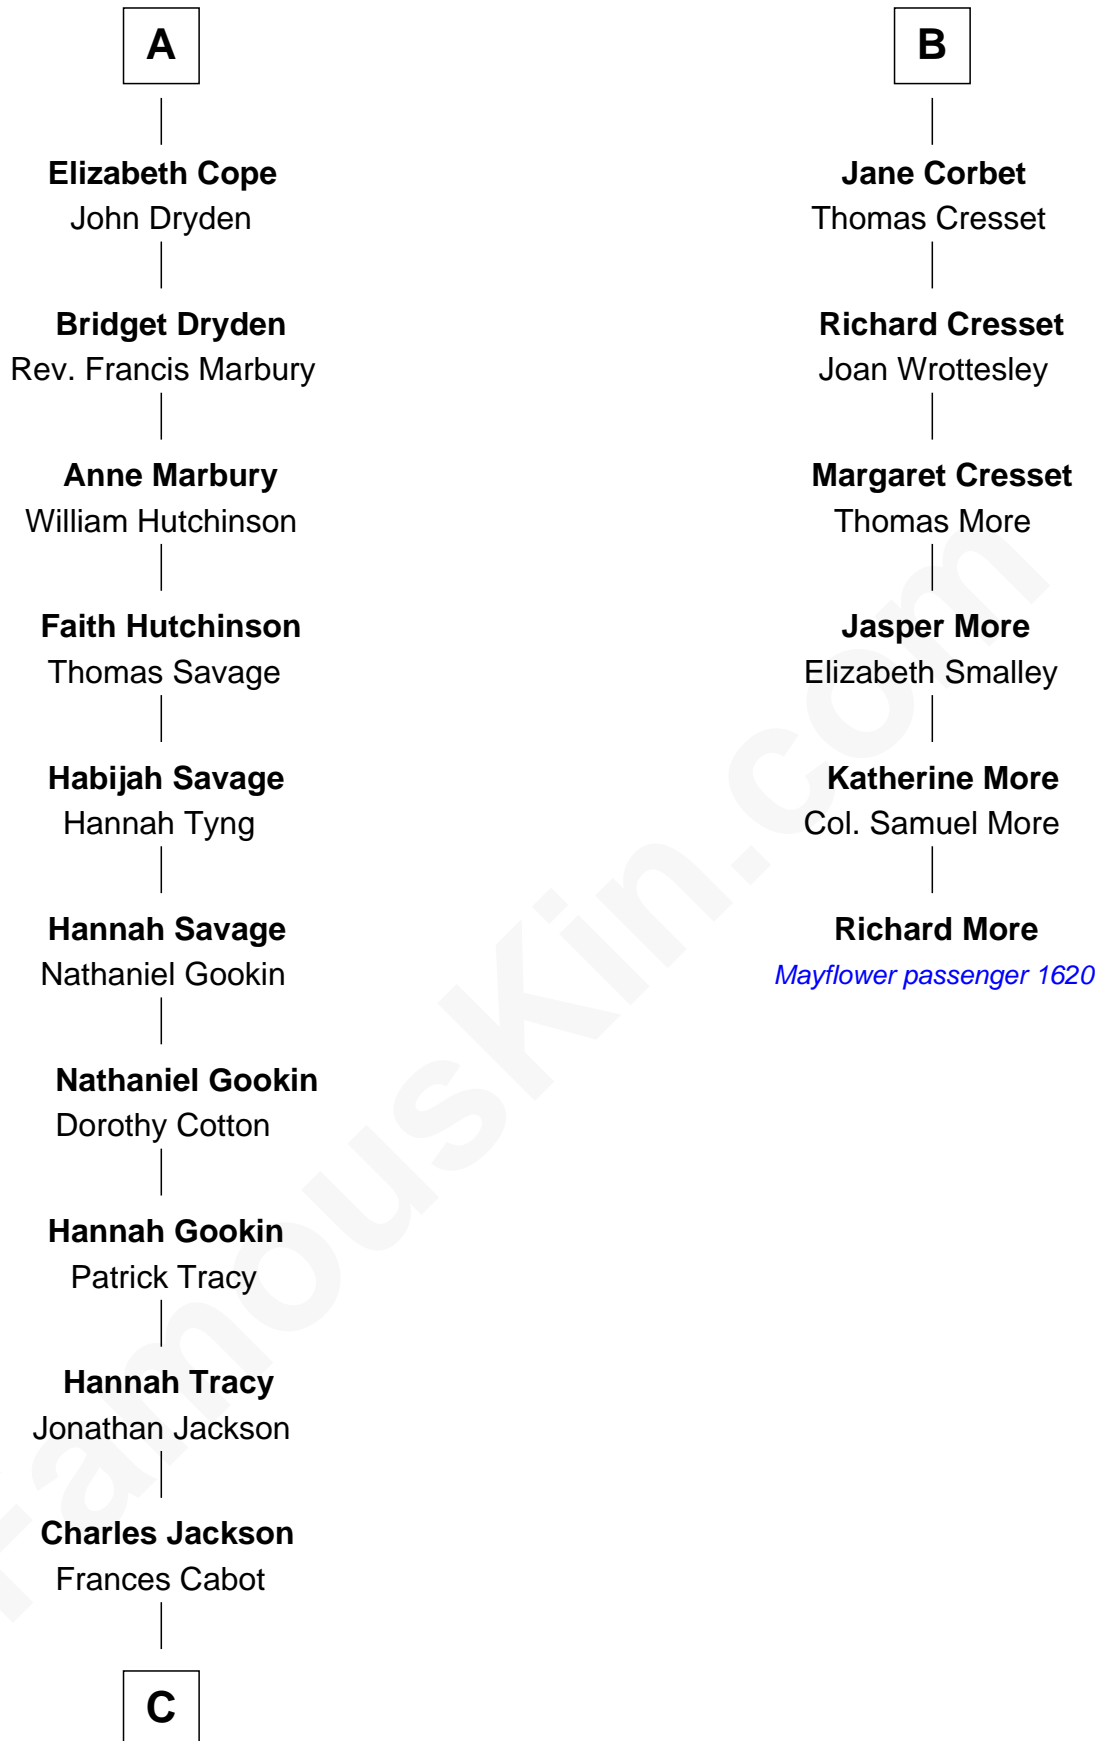 A
Elizabeth Cope
John Dryden
Bridget Dryden
Rev. Francis Marbury
Anne Marbury
William Hutchinson
Faith Hutchinson
Thomas Savage
Habijah Savage
Hannah Tyng
Hannah Savage
Nathaniel Gookin
Nathaniel Gookin
Dorothy Cotton
Hannah Gookin
Patrick Tracy
Hannah Tracy
Jonathan Jackson
Charles Jackson
Frances Cabot
C
B
Jane Corbet
Thomas Cresset
Richard Cresset
Joan Wrottesley
Margaret Cresset
Thomas More
Jasper More
Elizabeth Smalley
Katherine More
Col. Samuel More
Richard More
Mayflower passenger 1620
FamousKin.com